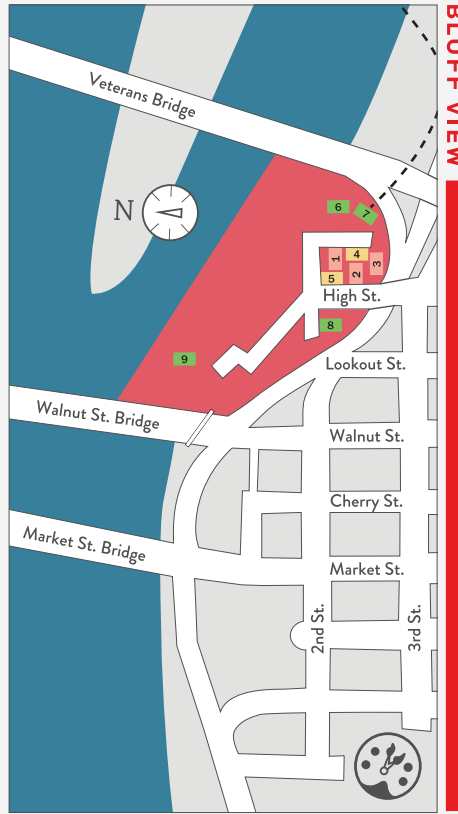 BLUFF VIEW
Veterans Bridge
N
6
7
1
4
3
5
2
High St.
8
Lookout St.
9
Walnut St. Bridge
Walnut St.
Cherry St.
Market St. Bridge
Market St.
2nd St.
3rd St.